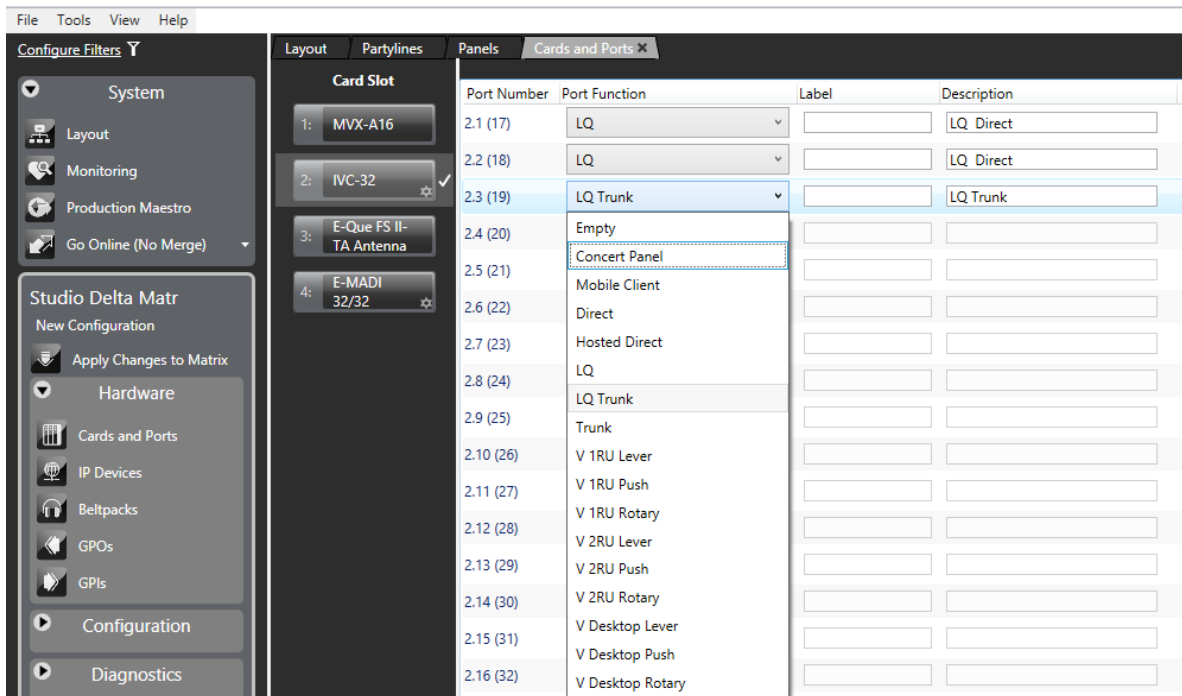 File Tools View Help
Configure Filters
System
Layout
Monitoring
Production Maestro
Go Online (No Merge)
Studio Delta Matr
New Configuration
Apply Changes to Matrix
Hardware
Cards and Ports
IP Devices
Beltpacks
GPOs
GPIs
Configuration
Diagnostics
Layout Partylines Panels Cards and Ports
Card Slot
1: MVX-A16
2: IVC-32
3: E-Que FS II-
TA Antenna
4: E-MADI
32/32
Port Number Port Function Label Description
2.1 (17) LQ LQ Direct
2.2 (18) LQ LQ Direct
2.3 (19) LQ Trunk LQ Trunk
2.4 (20)
2.5 (21)
2.6 (22)
2.7 (23)
2.8 (24)
2.9 (25)
2.10 (26)
2.11 (27)
2.12 (28)
2.13 (29)
2.14 (30)
2.15 (31)
2.16 (32)
Empty
Concert Panel
Mobile Client
Direct
Hosted Direct
LQ
LQ Trunk
Trunk
V 1RU Lever
V 1RU Push
V 1RU Rotary
V 2RU Lever
V 2RU Push
V 2RU Rotary
V Desktop Lever
V Desktop Push
V Desktop Rotary